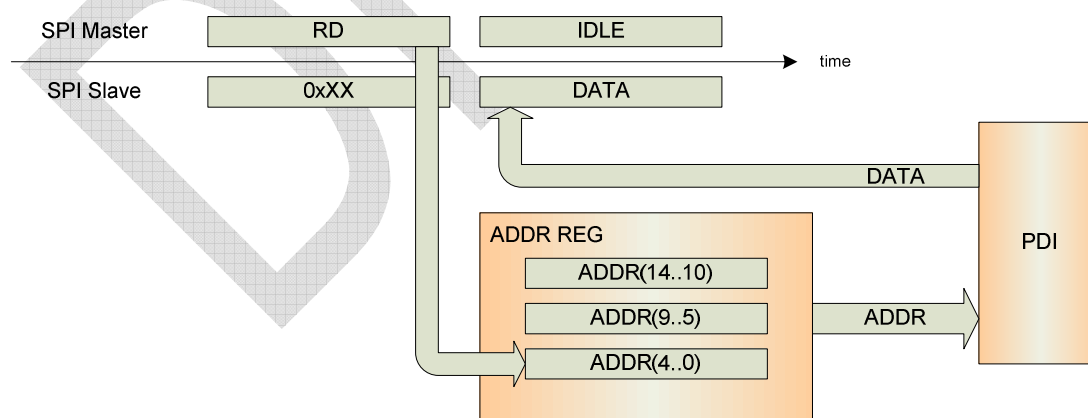 SPI Master
RD
IDLE
time
SPI Slave
0xXX
DATA
DATA
ADDR REG
PDI
ADDR(14..10)
ADDR(9..5)
ADDR
ADDR(4..0)